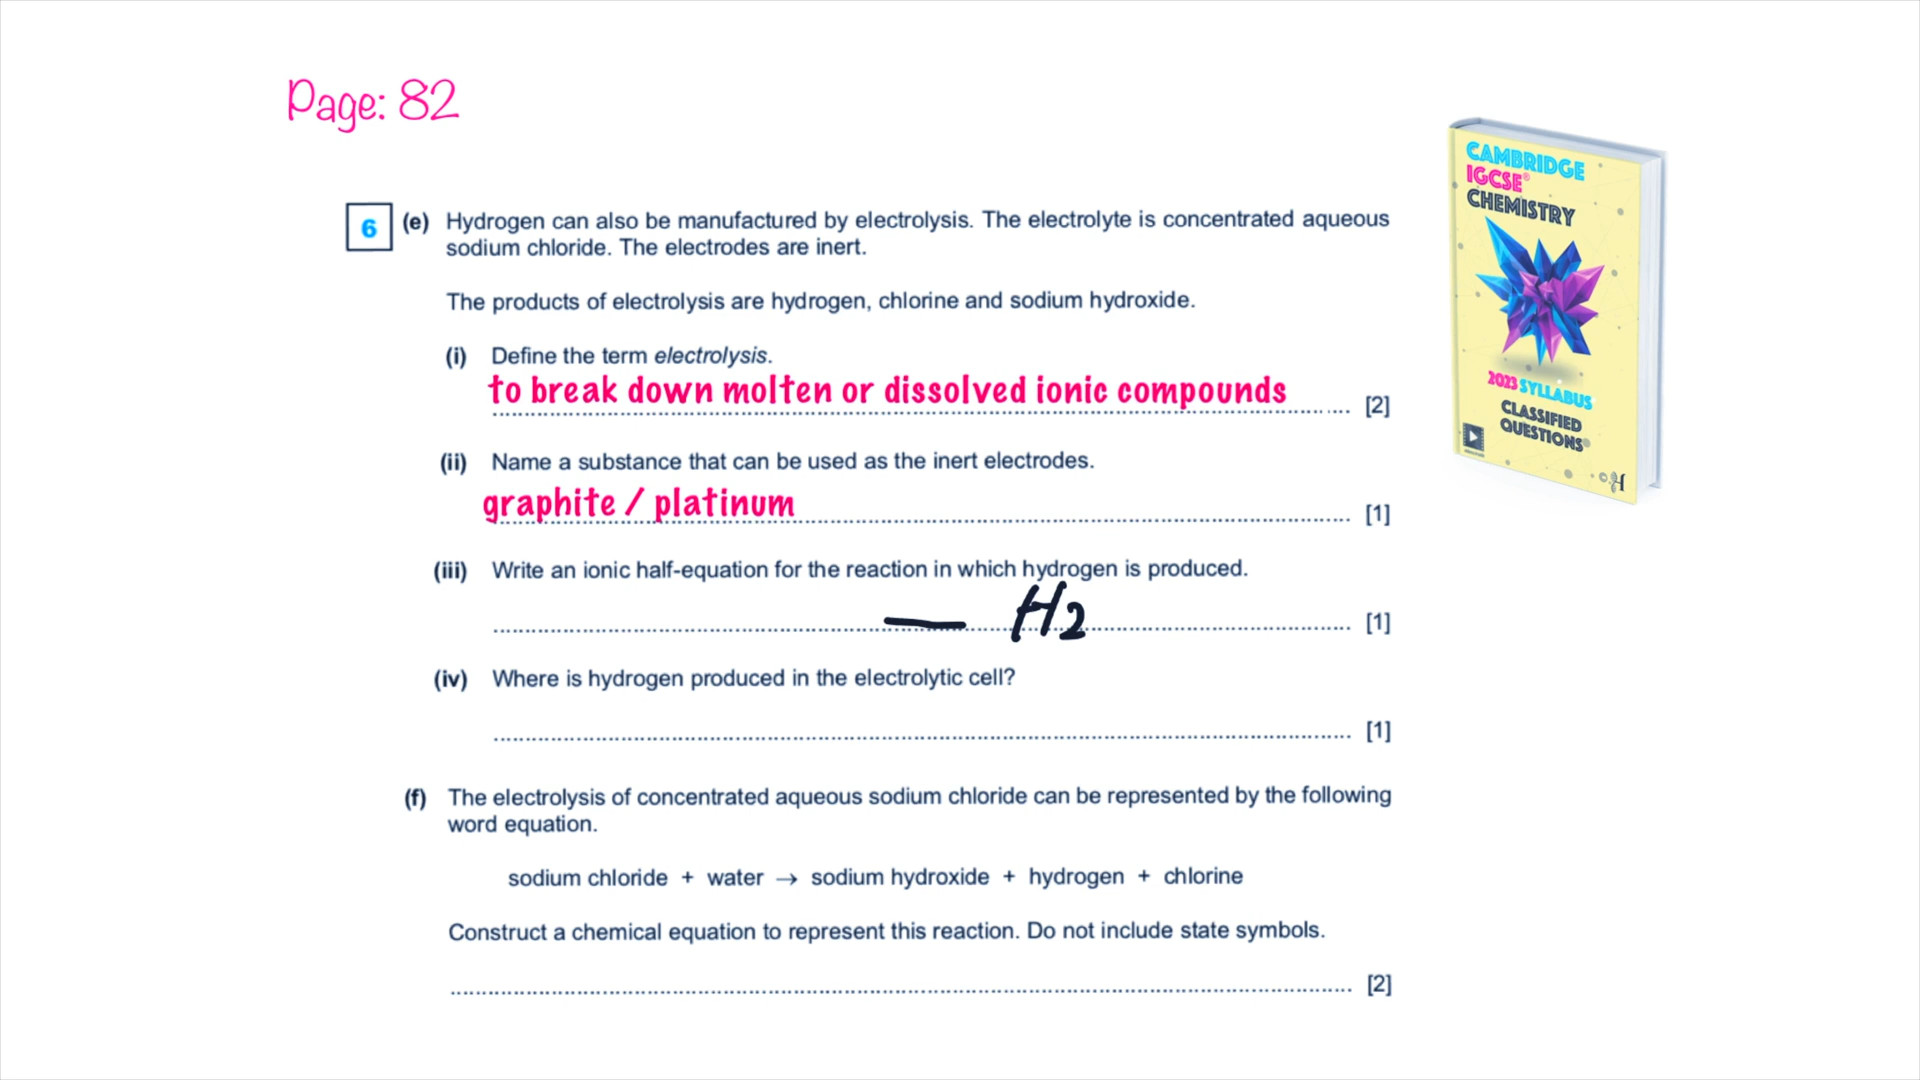 Page: 82
6 (e) Hydrogen can also be manufactured by electrolysis. The electrolyte is concentrated aqueous
sodium chloride. The electrodes are inert.
The products of electrolysis are hydrogen, chlorine and sodium hydroxide.
(i) Define the term electrolysis.
to break down molten or dissolved ionic compounds
[2]
(ii) Name a substance that can be used as the inert electrodes.
graphite / platinum
[1]
(iii) Write an ionic half-equation for the reaction in which hydrogen is produced.
— H2
[1]
(iv) Where is hydrogen produced in the electrolytic cell?
[1]
(f) The electrolysis of concentrated aqueous sodium chloride can be represented by the following
word equation.
sodium chloride + water → sodium hydroxide + hydrogen + chlorine
Construct a chemical equation to represent this reaction. Do not include state symbols.
[2]
CAMBRIDGE
IGCSE®
CHEMISTRY
2023 SYLLABUS
CLASSIFIED
QUESTIONS®